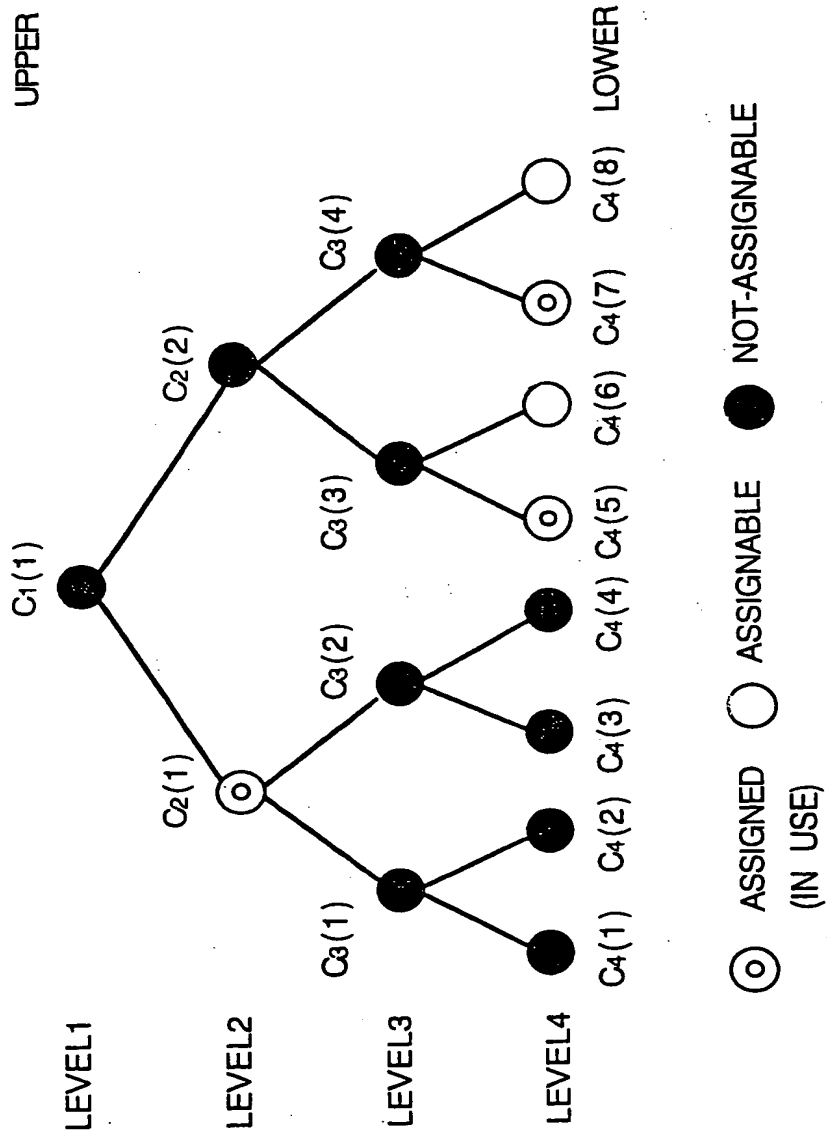 UPPER
LEVEL1
C1(1)
LEVEL2
C2(1)
C2(2)
LEVEL3
C3(1)
C3(2)
C3(3)
C3(4)
LEVEL4
C4(1)
C4(2)
C4(3)
C4(4)
C4(5)
C4(6)
C4(7)
C4(8)
LOWER
ASSIGNED
(IN USE)
ASSIGNABLE
NOT-ASSIGNABLE